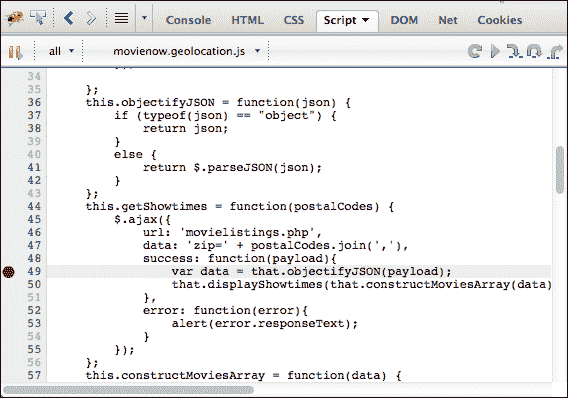 Console HTML CSS Script DOM Net Cookies
all movienow.geolocation.js
34
35 };
36 this.objectifyJSON = function(json) {
37 if (typeof(json) == "object") {
38 return json;
39 }
40 else {
41 return $.parseJSON(json);
42 }
43 };
44 this.getShowtimes = function(postalCodes) {
45 $.ajax({
46 url: 'movielistings.php',
47 data: 'zip=' + postalCodes.join(','),
48 success: function(payload){
49 var data = that.objectifyJSON(payload);
50 that.displayShowtimes(that.constructMoviesArray(data)
51 },
52 error: function(error){
53 alert(error.responseText);
54 }
55 });
56 };
57 this.constructMoviesArray = function(data) {